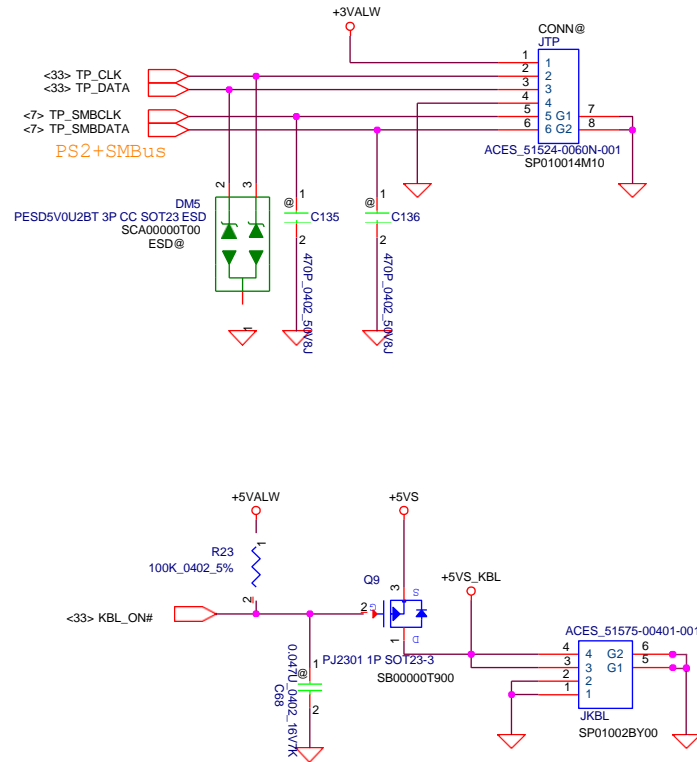 +3VALW
CONN@
JTP
<33> TP_CLK
<33> TP_DATA
<7> TP_SMBCLK
<7> TP_SMBDATA
PS2+SMBus
1
2
3
4
5
6
1
2
3
4
5 G1
6 G2
7
8
ACES_51524-0060N-001
SP010014M10
2
3
DM5
PESD5V0U2BT 3P CC SOT23 ESD
SCA00000T00
ESD@
1
@
1
C135
2
470P_0402_50V8J
@
1
C136
2
470P_0402_50V8J
+5VALW
+5VS
R23
100K_0402_5%
1
2
<33> KBL_ON#
Q9
3
S
2
G
1
D
+5VS_KBL
PJ2301 1P SOT23-3
SB00000T900
0.047U_0402_16V7K
C68
@
1
2
ACES_51575-00401-001
4
3
2
1
4 G2
3 G1
2
1
6
5
JKBL
SP01002BY00